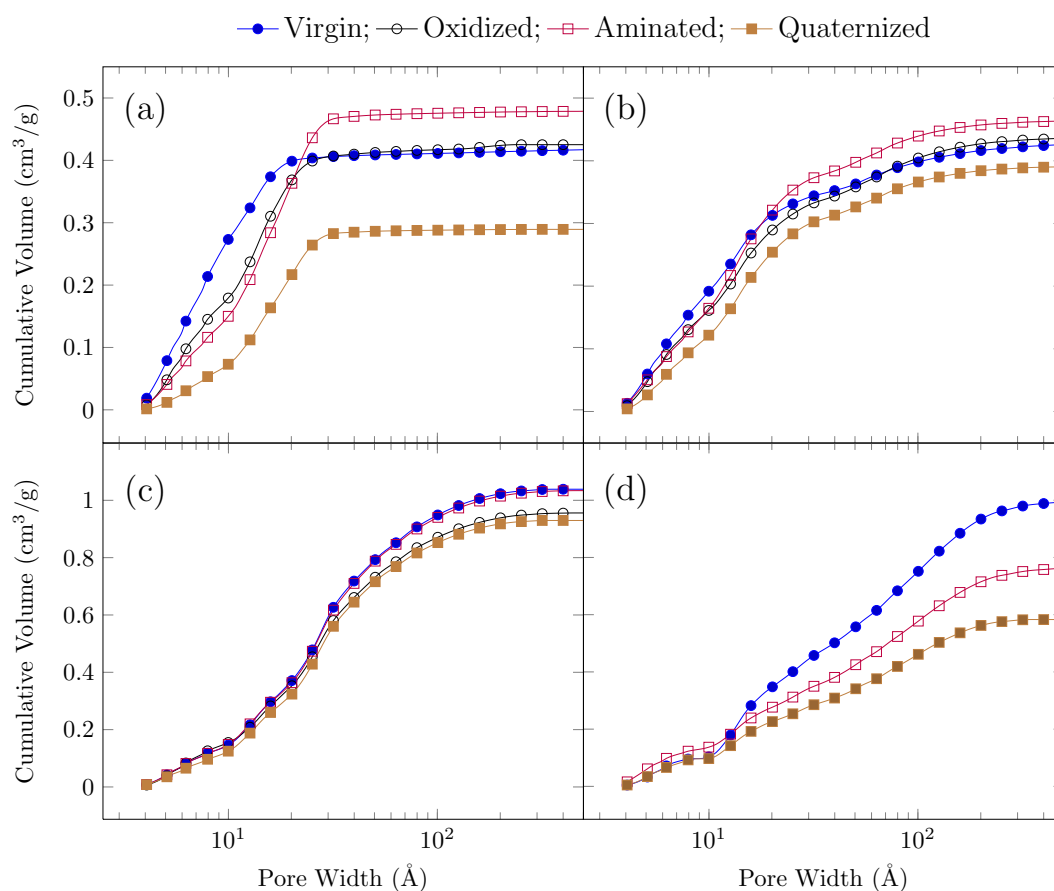 Virgin; Oxidized; Aminated; Quaternized
(a) (b)
0.5
0.4
0.3
0.2
0.1
0
Cumulative Volume (cm³/g)
(c) (d)
1
0.8
0.6
0.4
0.2
0
Cumulative Volume (cm³/g)
10¹ 10² 10¹ 10²
Pore Width (Å) Pore Width (Å)